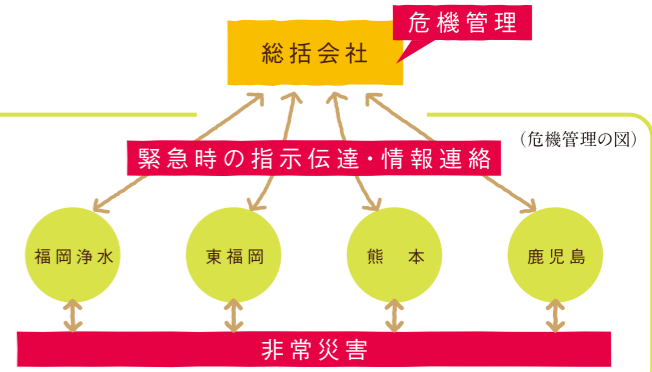 危機管理
総括会社
（危機管理の図）
緊急時の指示伝達・情報連絡
福岡浄水
東福岡
熊　本
鹿児島
非常災害